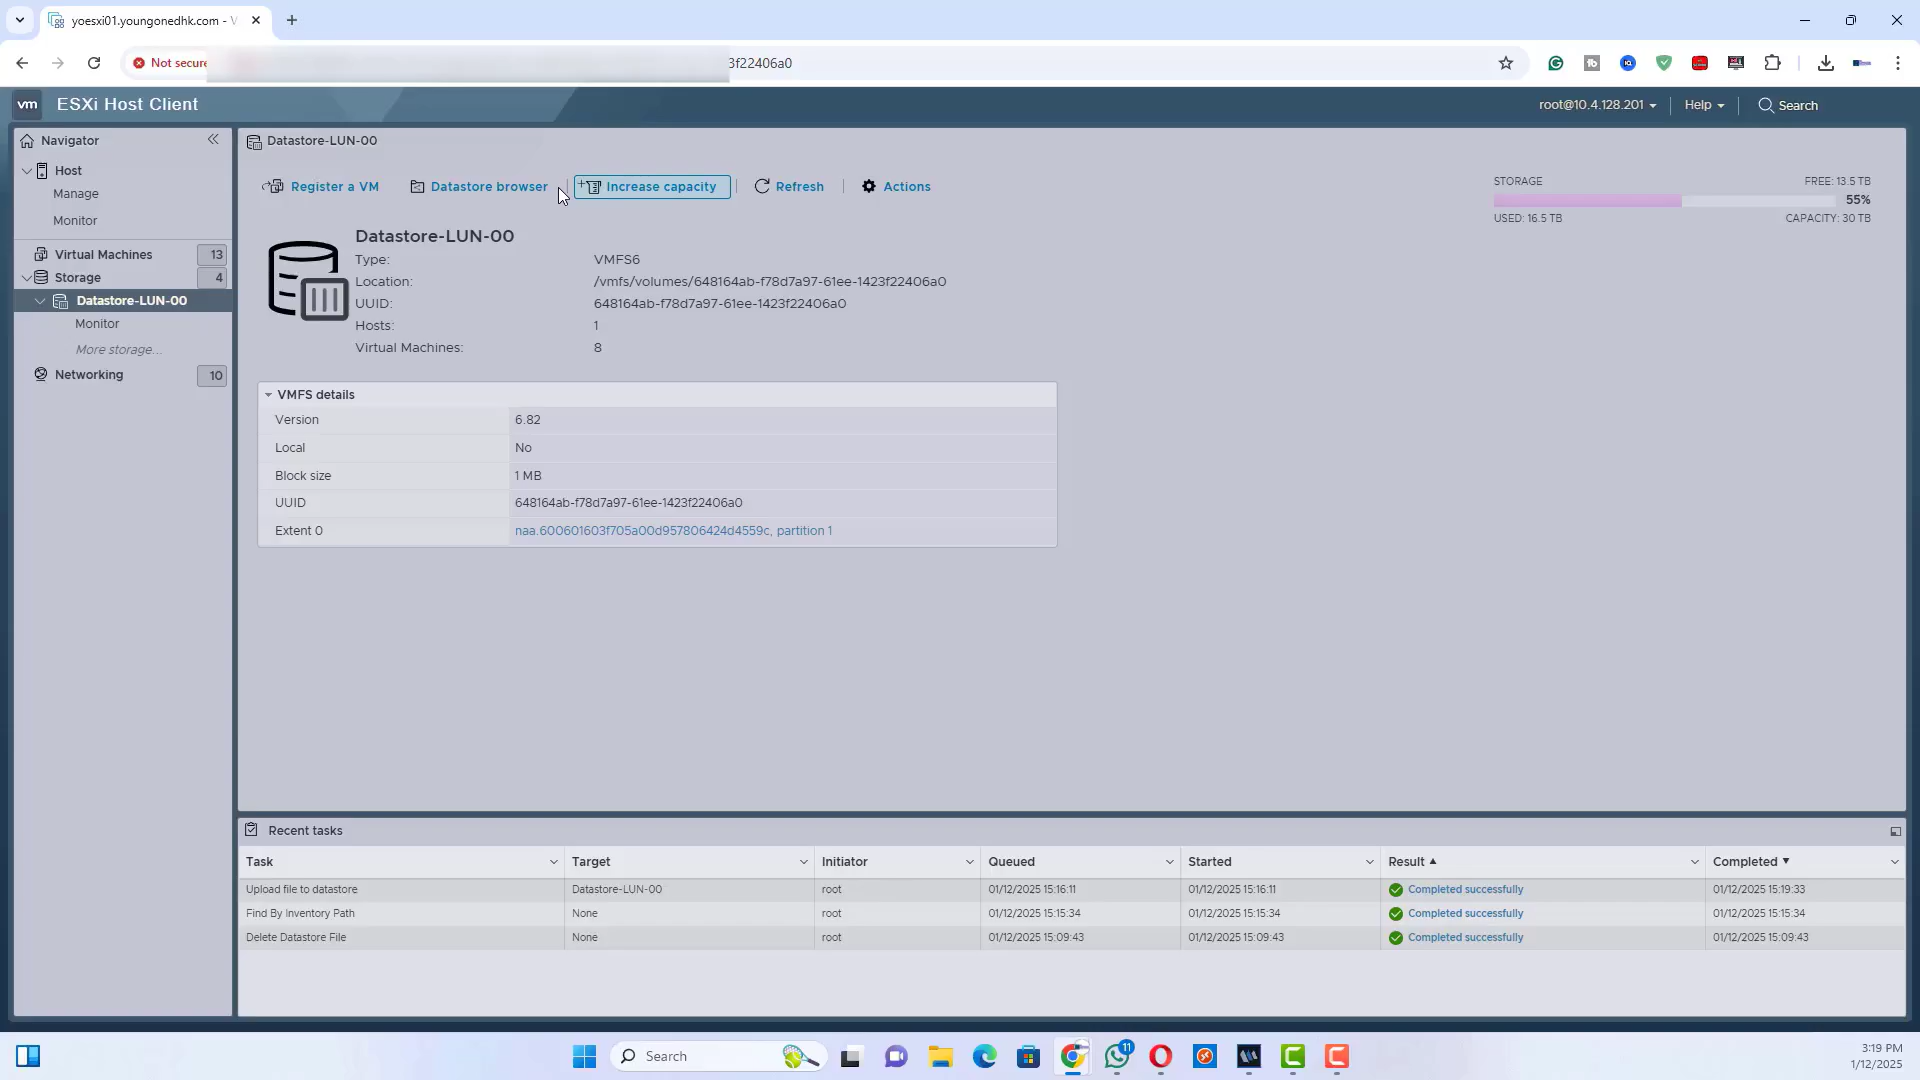 yoesxi01.youngonedhk.com - V
Not secure
3f22406a0
vm ESXi Host Client
root@10.4.128.201
Help
Search
Navigator
Host
Manage
Monitor
Virtual Machines 13
Storage 4
Datastore-LUN-00
Monitor
More storage...
Networking 10
Datastore-LUN-00
Register a VM
Datastore browser
Increase capacity
Refresh
Actions
STORAGE FREE: 13.5 TB
55%
USED: 16.5 TB CAPACITY: 30 TB
Datastore-LUN-00
Type: VMFS6
Location: /vmfs/volumes/648164ab-f78d7a97-61ee-1423f22406a0
UUID: 648164ab-f78d7a97-61ee-1423f22406a0
Hosts: 1
Virtual Machines: 8
VMFS details
Version 6.82
Local No
Block size 1 MB
UUID 648164ab-f78d7a97-61ee-1423f22406a0
Extent 0 naa.600601603f705a00d957806424d4559c, partition 1
Recent tasks
Task Target Initiator Queued Started Result Completed
Upload file to datastore Datastore-LUN-00 root 01/12/2025 15:16:11 01/12/2025 15:16:11 Completed successfully 01/12/2025 15:19:33
Find By Inventory Path None root 01/12/2025 15:15:34 01/12/2025 15:15:34 Completed successfully 01/12/2025 15:15:34
Delete Datastore File None root 01/12/2025 15:09:43 01/12/2025 15:09:43 Completed successfully 01/12/2025 15:09:43
Search
11
3:19 PM
1/12/2025